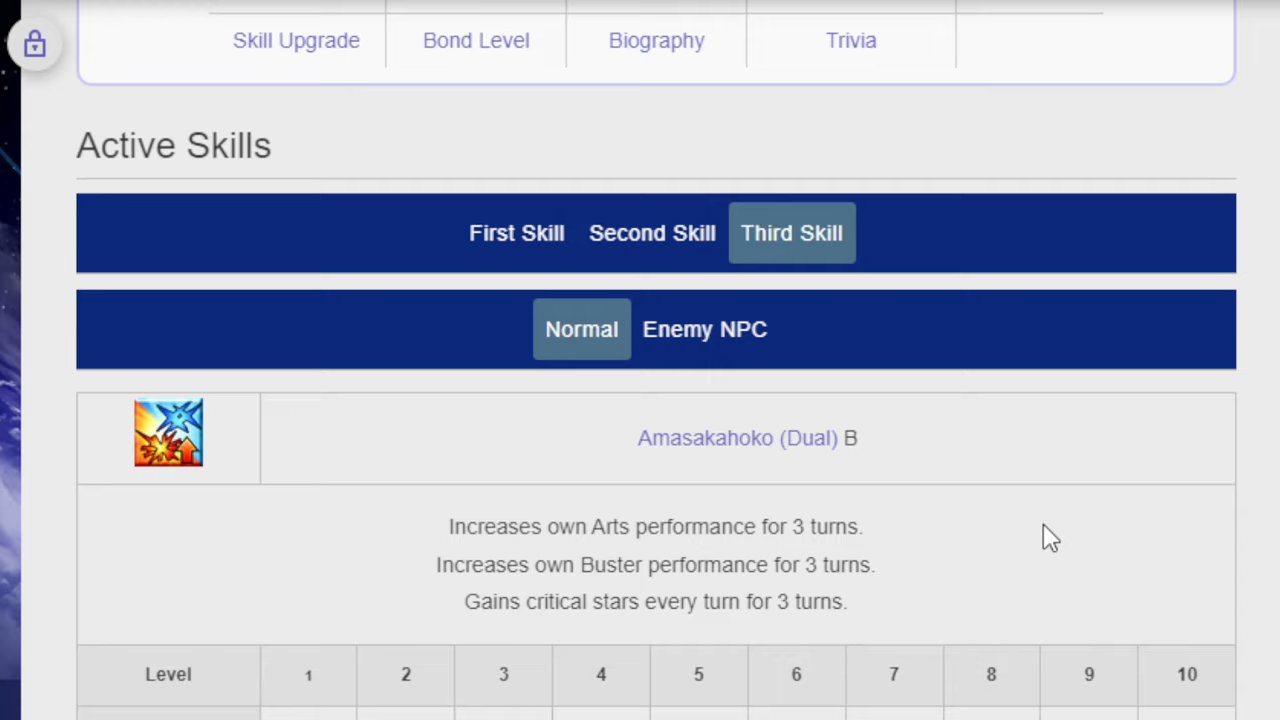 Skill Upgrade Bond Level Biography Trivia
Active Skills
First Skill Second Skill Third Skill
Normal Enemy NPC
Amasakahoko (Dual) B
Increases own Arts performance for 3 turns.
Increases own Buster performance for 3 turns.
Gains critical stars every turn for 3 turns.
Level 1 2 3 4 5 6 7 8 9 10